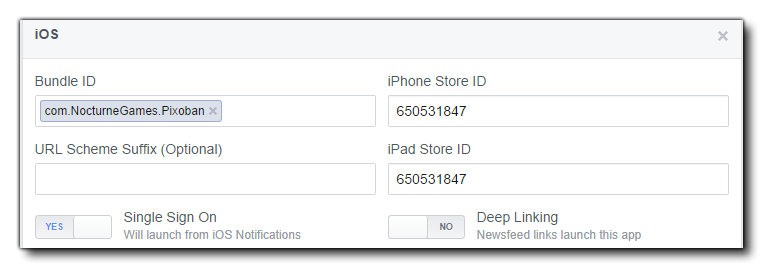 iOS
Bundle ID
iPhone Store ID
com.NocturneGames.Pixoban
650531847
URL Scheme Suffix (Optional)
iPad Store ID
650531847
YES
Single Sign On
Will launch from iOS Notifications
NO
Deep Linking
Newsfeed links launch this app